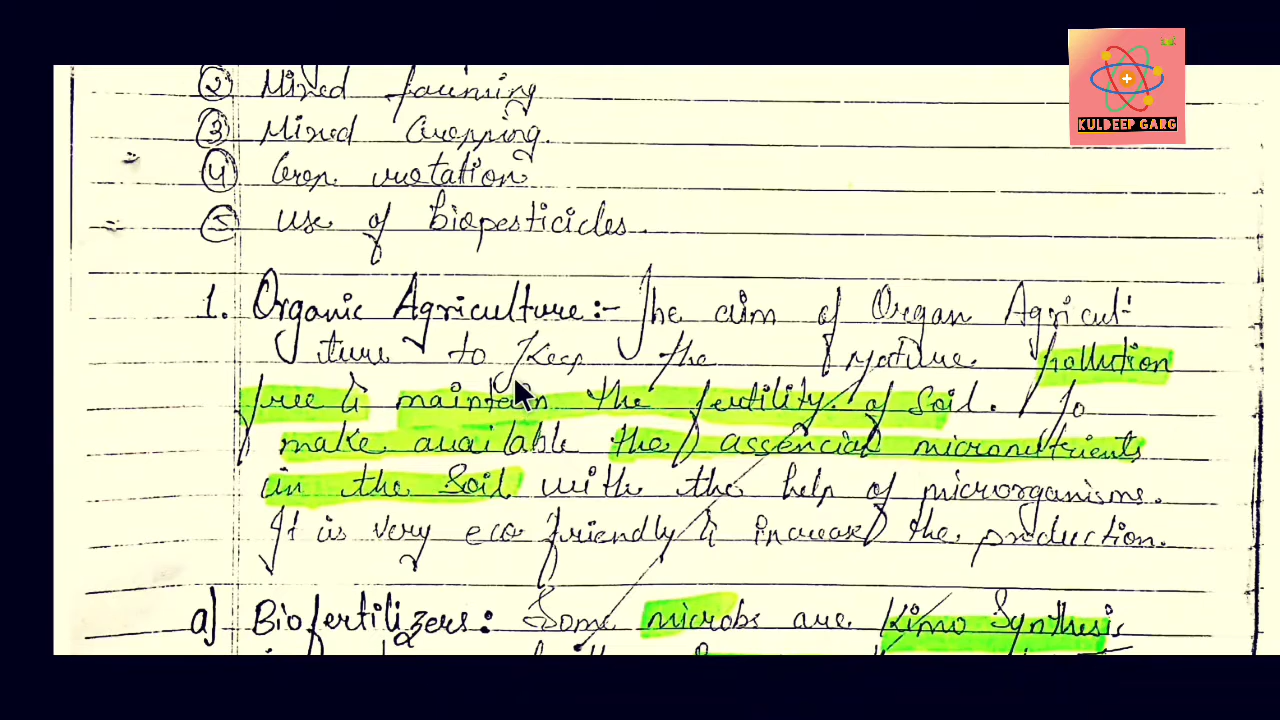 ② Mixed farming
③ Mixed Cropping.
④ Crop rotation
⑤ use of biopesticides.
KULDEEP GARG
1. Organic Agriculture:- The aim of Organ Agricul-
ture to Keep the nature pollution
free & maintain the fertility of Soil. To
make available the assencial micronutrients
in the Soil with the help of microrganisms.
It is very eco friendly & increase the production.
a) Biofertilizers: Some microbs are Kimo Synthesis